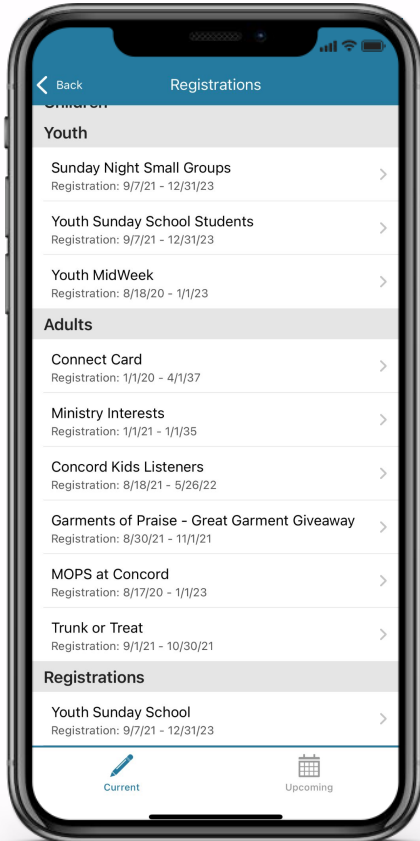 Back
Registrations
Children
Youth
Sunday Night Small Groups
Registration: 9/7/21 - 12/31/23
Youth Sunday School Students
Registration: 9/7/21 - 12/31/23
Youth MidWeek
Registration: 8/18/20 - 1/1/23
Adults
Connect Card
Registration: 1/1/20 - 4/1/37
Ministry Interests
Registration: 1/1/21 - 1/1/35
Concord Kids Listeners
Registration: 8/18/21 - 5/26/22
Garments of Praise - Great Garment Giveaway
Registration: 8/30/21 - 11/1/21
MOPS at Concord
Registration: 8/17/20 - 1/1/23
Trunk or Treat
Registration: 9/1/21 - 10/30/21
Registrations
Youth Sunday School
Registration: 9/7/21 - 12/31/23
Current
Upcoming